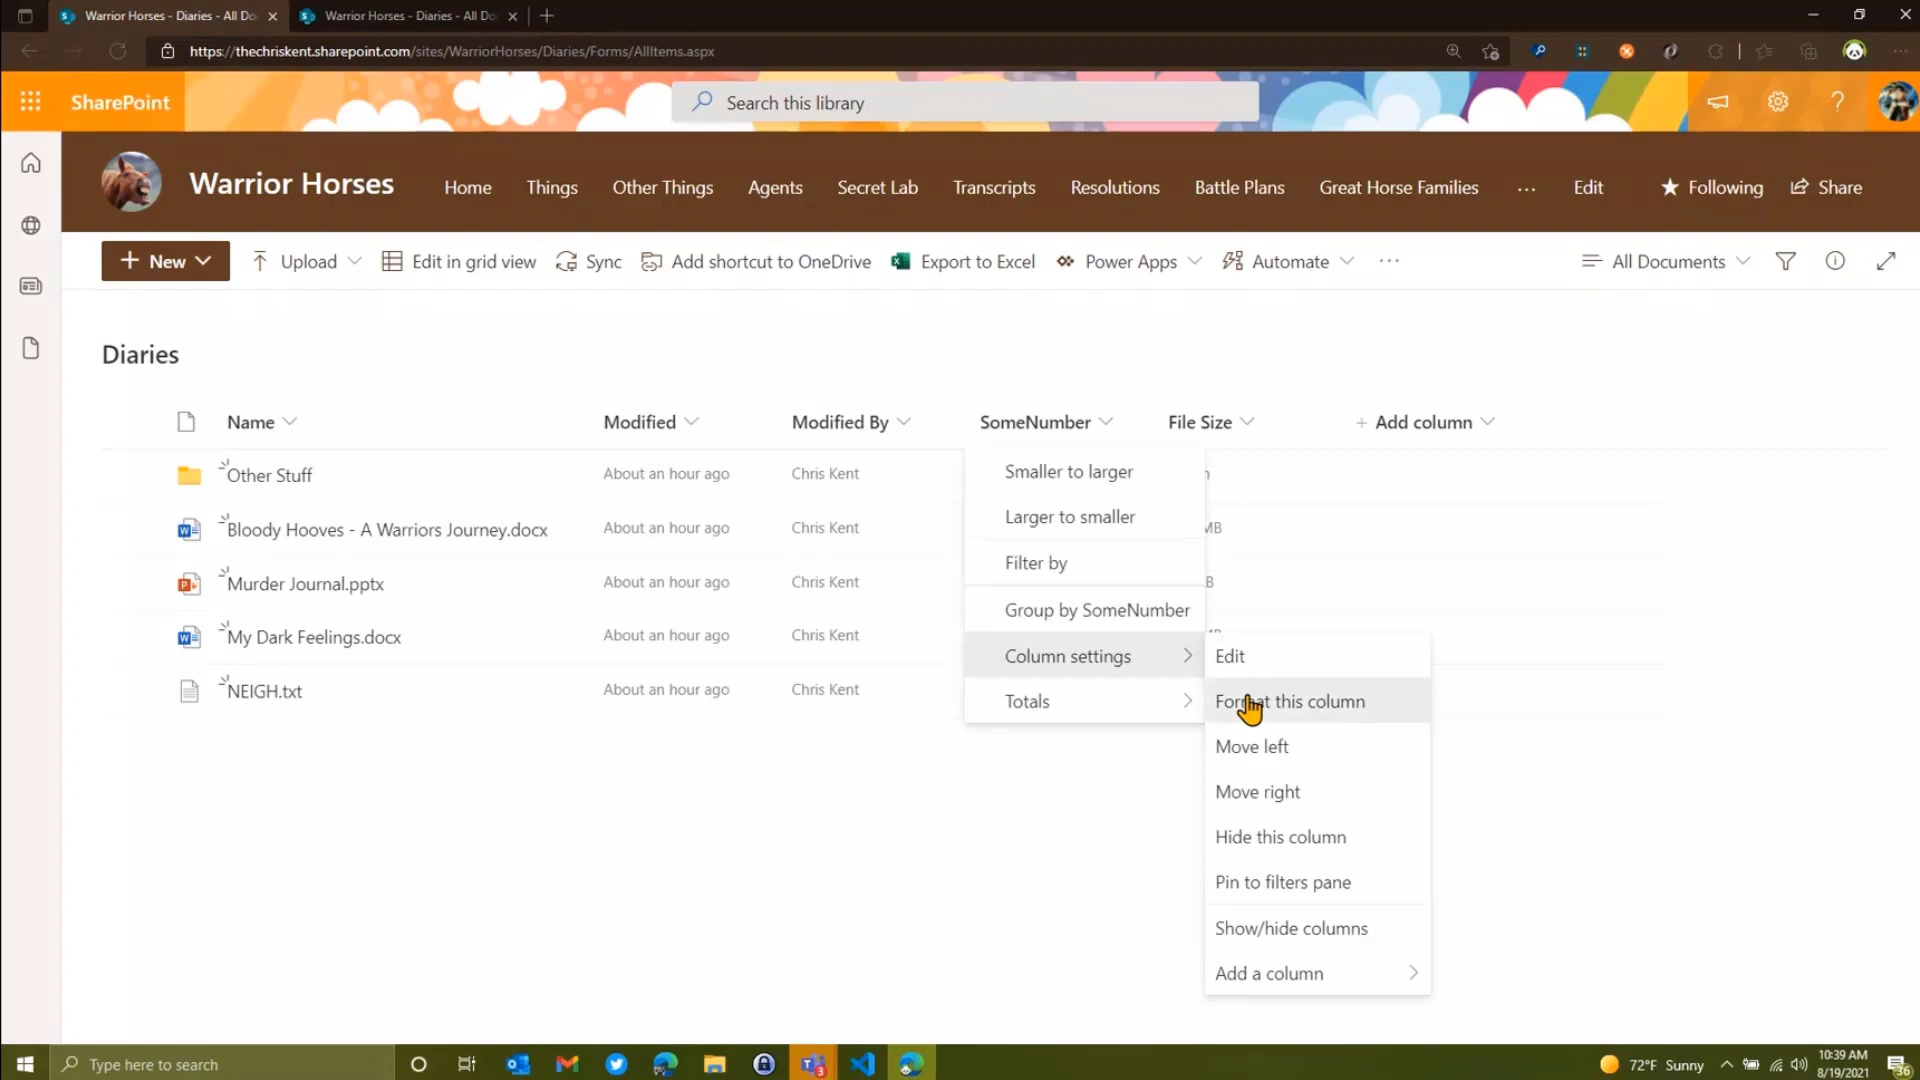 Warrior Horses - Diaries - All Do
Warrior Horses - Diaries - All Do
https://thechriskent.sharepoint.com/sites/WarriorHorses/Diaries/Forms/AllItems.aspx
SharePoint
Search this library
Warrior Horses
Home
Things
Other Things
Agents
Secret Lab
Transcripts
Resolutions
Battle Plans
Great Horse Families
...
Edit
Following
Share
+ New
Upload
Edit in grid view
Sync
Add shortcut to OneDrive
Export to Excel
Power Apps
Automate
...
All Documents
Diaries
Name
Modified
Modified By
SomeNumber
File Size
+ Add column
Other Stuff
About an hour ago
Chris Kent
Bloody Hooves - A Warriors Journey.docx
About an hour ago
Chris Kent
MB
Murder Journal.pptx
About an hour ago
Chris Kent
B
My Dark Feelings.docx
About an hour ago
Chris Kent
NEIGH.txt
About an hour ago
Chris Kent
Smaller to larger
Larger to smaller
Filter by
Group by SomeNumber
Column settings
Totals
Edit
Format this column
Move left
Move right
Hide this column
Pin to filters pane
Show/hide columns
Add a column
Type here to search
3
72°F Sunny
10:39 AM
8/19/2021
36